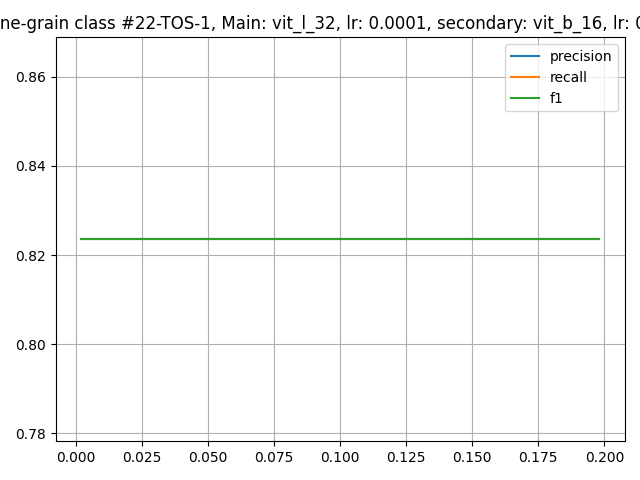 ne-grain class #22-TOS-1, Main: vit_l_32, lr: 0.0001, secondary: vit_b_16, lr: 0
precision
recall
f1
0.86
0.84
0.82
0.80
0.78
0.000 0.025 0.050 0.075 0.100 0.125 0.150 0.175 0.200